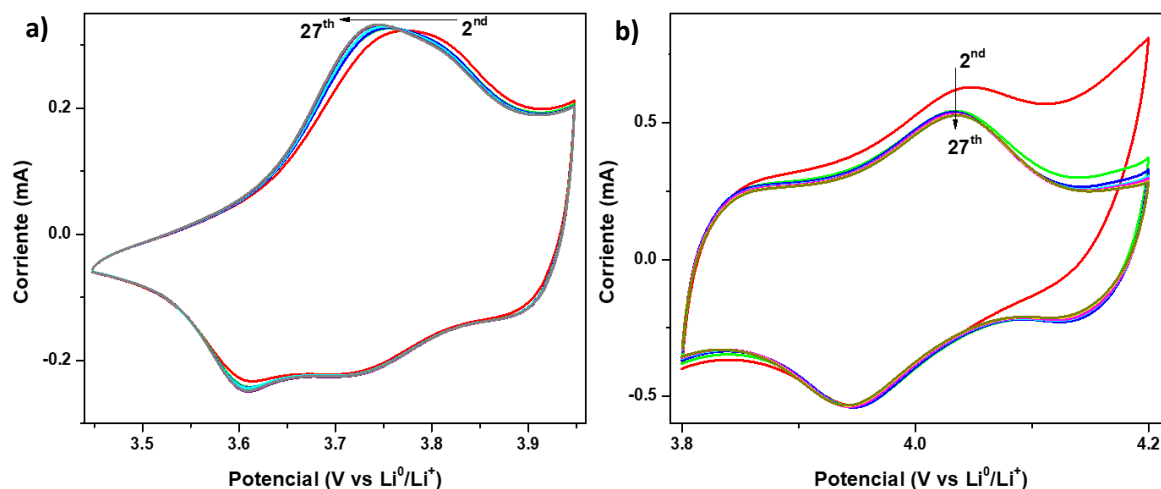 a)
27th
2nd
0.2
0.0
-0.2
Corriente (mA)
3.5
3.6
3.7
3.8
3.9
Potencial (V vs Li0/Li+)
b)
2nd
27th
0.5
0.0
-0.5
Corriente (mA)
3.8
4.0
4.2
Potencial (V vs Li0/Li+)